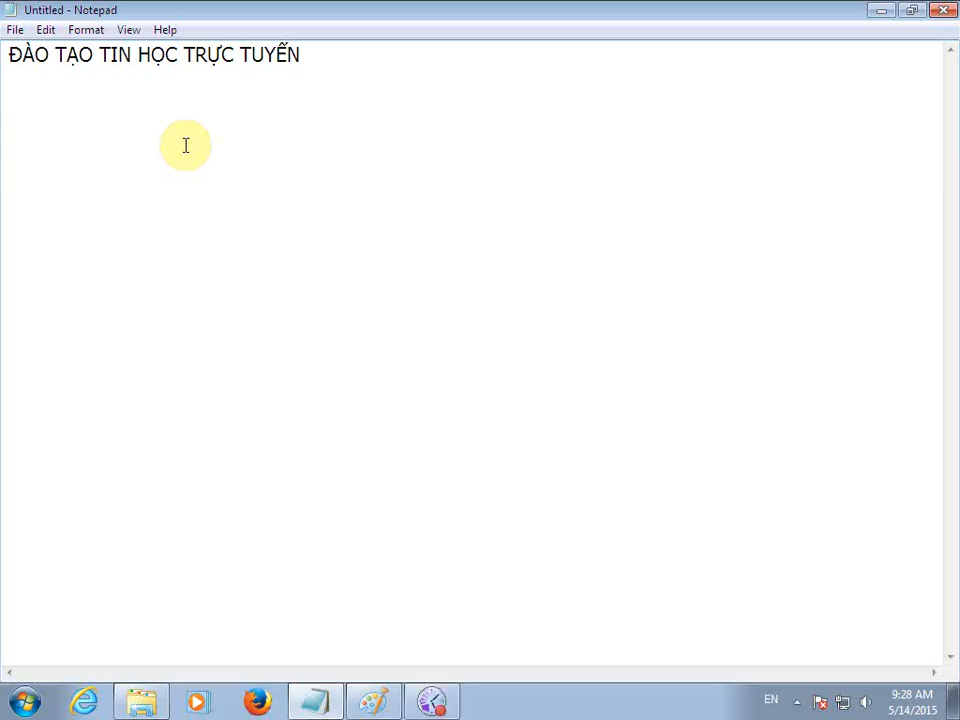 Untitled - Notepad
File Edit Format View Help
ĐÀO TẠO TIN HỌC TRỰC TUYẾN
EN
9:28 AM
5/14/2015